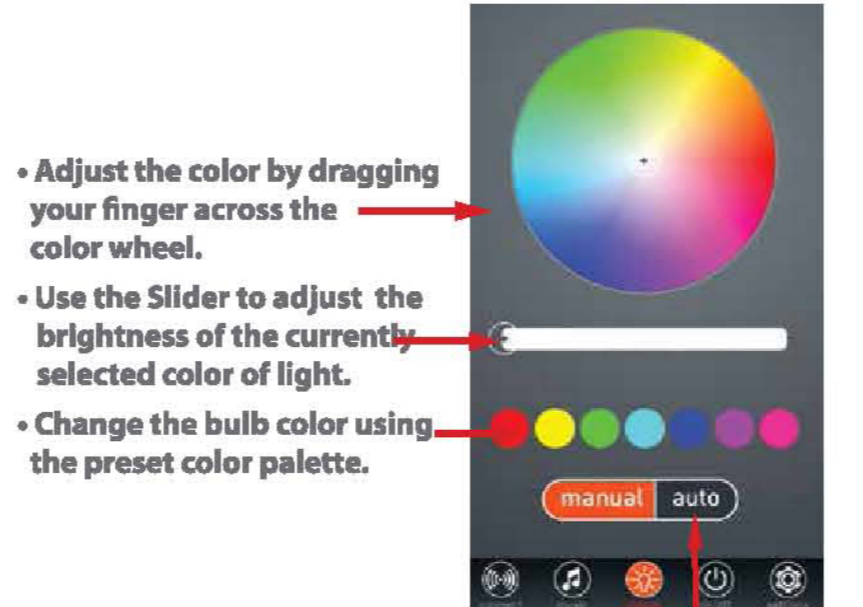 • Adjust the color by dragging
your finger across the
color wheel.
• Use the Slider to adjust the
brightness of the currently
selected color of light.
• Change the bulb color using
the preset color palette.
manual auto